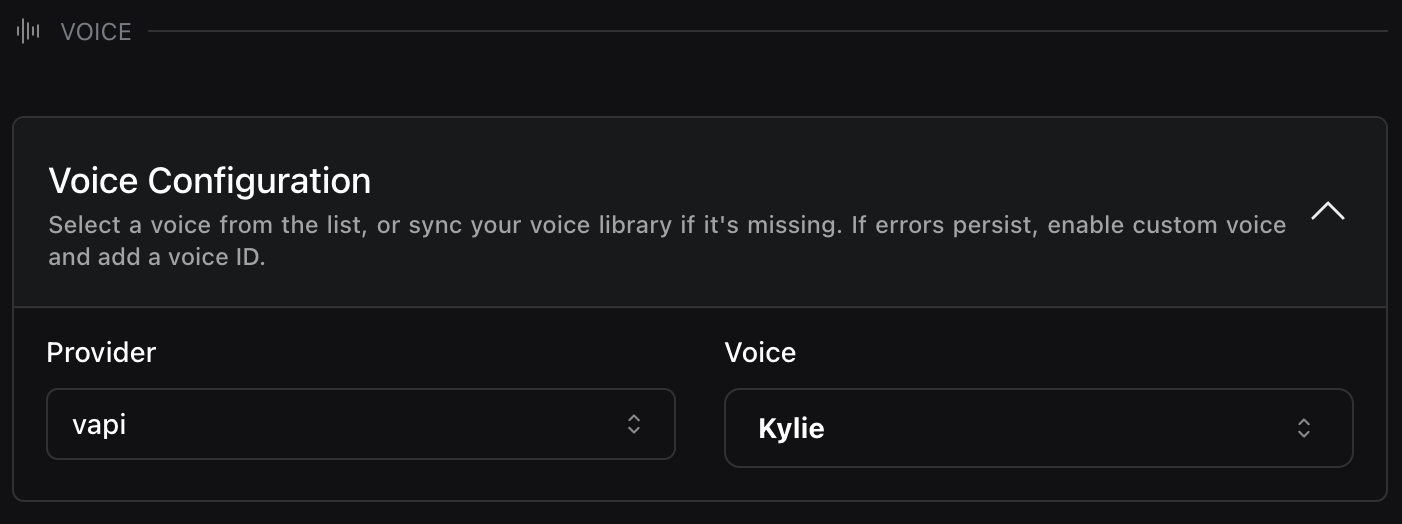 VOICE
Voice Configuration
Select a voice from the list, or sync your voice library if it's missing. If errors persist, enable custom voice
and add a voice ID.
Provider
Voice
vapi
Kylie